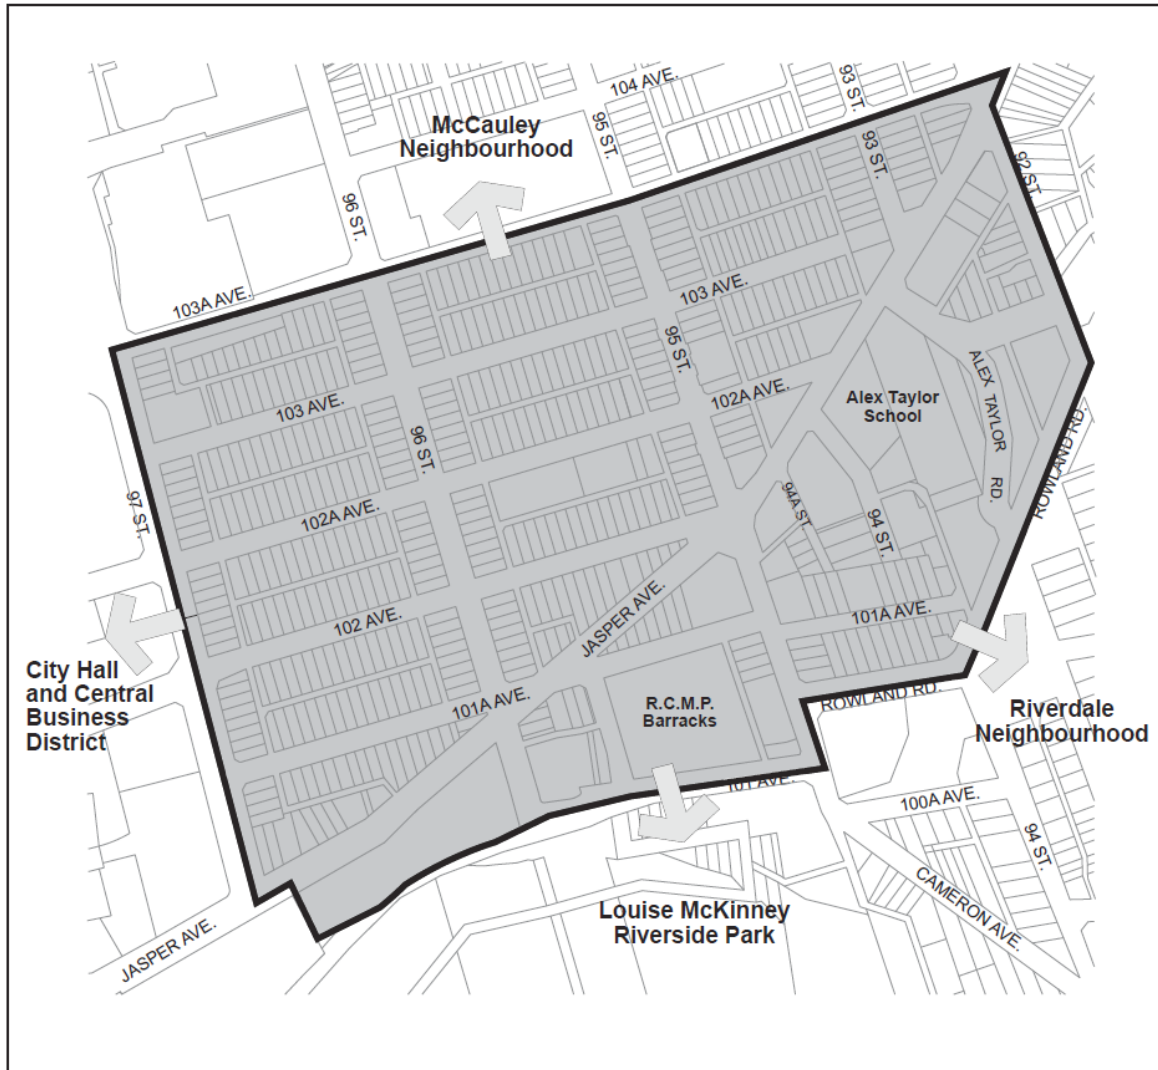 104 AVE.
93 ST.
McCauley
Neighbourhood
95 ST.
93 ST.
92 ST.
96 ST.
103A AVE.
103 AVE.
95 ST.
ALEX TAYLOR RD.
102A AVE.
Alex Taylor
School
103 AVE.
96 ST.
ROWLAND RD.
97 ST.
102A AVE.
94A ST.
94 ST.
102 AVE.
JASPER AVE.
101A AVE.
City Hall
and Central
Business
District
101A AVE.
R.C.M.P.
Barracks
ROWLAND RD.
Riverdale
Neighbourhood
101 AVE.
100A AVE.
94 ST.
CAMERON AVE.
Louise McKinney
Riverside Park
JASPER AVE.